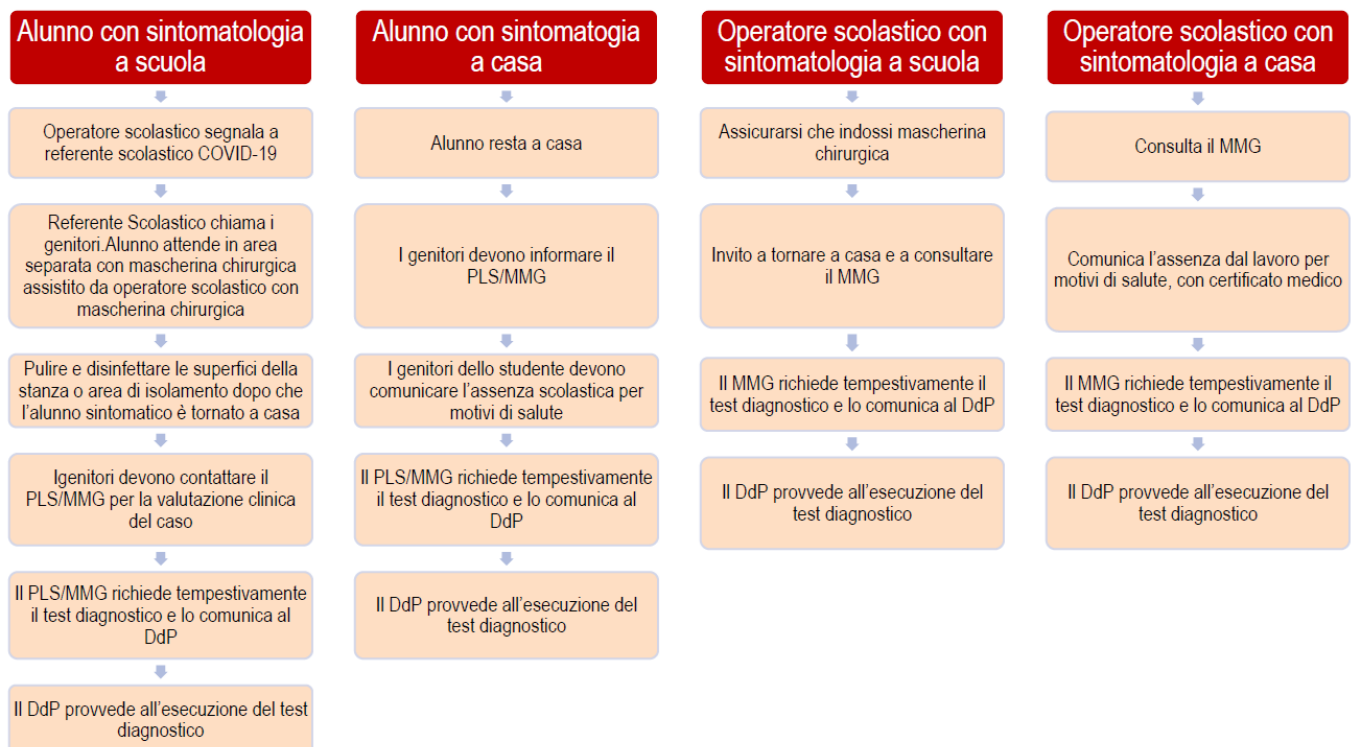 Alunno con sintomatologia
a scuola
Operatore scolastico segnala a
referente scolastico COVID-19
Referente Scolastico chiama i
genitori.Alunno attende in area
separata con mascherina chirurgica
assistito da operatore scolastico con
mascherina chirurgica
Pulire e disinfettare le superfici della
stanza o area di isolamento dopo che
l'alunno sintomatico è tornato a casa
Igenitori devono contattare il
PLS/MMG per la valutazione clinica
del caso
Il PLS/MMG richiede tempestivamente
il test diagnostico e lo comunica al
DdP
Il DdP provvede all'esecuzione del test
diagnostico
Alunno con sintomatogia
a casa
Alunno resta a casa
I genitori devono informare il
PLS/MMG
I genitori dello studente devono
comunicare l'assenza scolastica per
motivi di salute
Il PLS/MMG richiede tempestivamente
il test diagnostico e lo comunica al
DdP
Il DdP provvede all'esecuzione del
test diagnostico
Operatore scolastico con
sintomatologia a scuola
Assicurarsi che indossi mascherina
chirurgica
Invito a tornare a casa e a consultare
il MMG
Il MMG richiede tempestivamente il
test diagnostico e lo comunica al DdP
Il DdP provvede all'esecuzione del
test diagnostico
Operatore scolastico con
sintomatologia a casa
Consulta il MMG
Comunica l'assenza dal lavoro per
motivi di salute, con certificato medico
Il MMG richiede tempestivamente il
test diagnostico e lo comunica al DdP
Il DdP provvede all'esecuzione del
test diagnostico